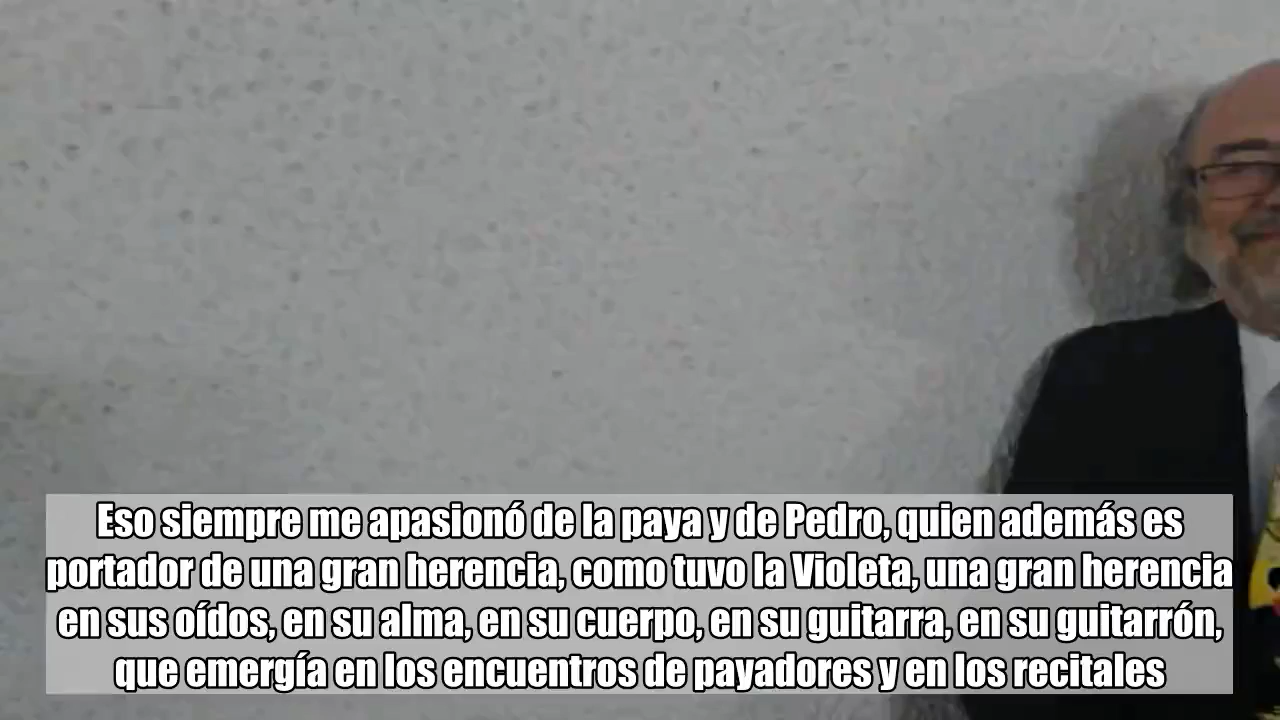 Eso siempre me apasionó de la paya y de Pedro, quien además es
portador de una gran herencia, como tuvo la Violeta, una gran herencia
en sus oídos, en su alma, en su cuerpo, en su guitarra, en su guitarrón,
que emergía en los encuentros de payadores y en los recitales